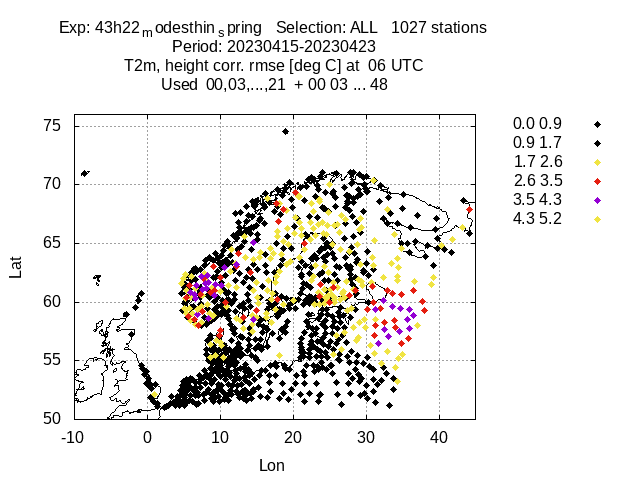 Exp: 43h22modesthinspring   Selection: ALL   1027 stations
Period: 20230415-20230423
T2m, height corr. rmse [deg C] at  06 UTC
Used  00,03,...,21  + 00 03 ... 48
0.0 0.9
0.9 1.7
1.7 2.6
2.6 3.5
3.5 4.3
4.3 5.2
75
70
65
60
55
50
Lat
-10 0 10 20 30 40
Lon